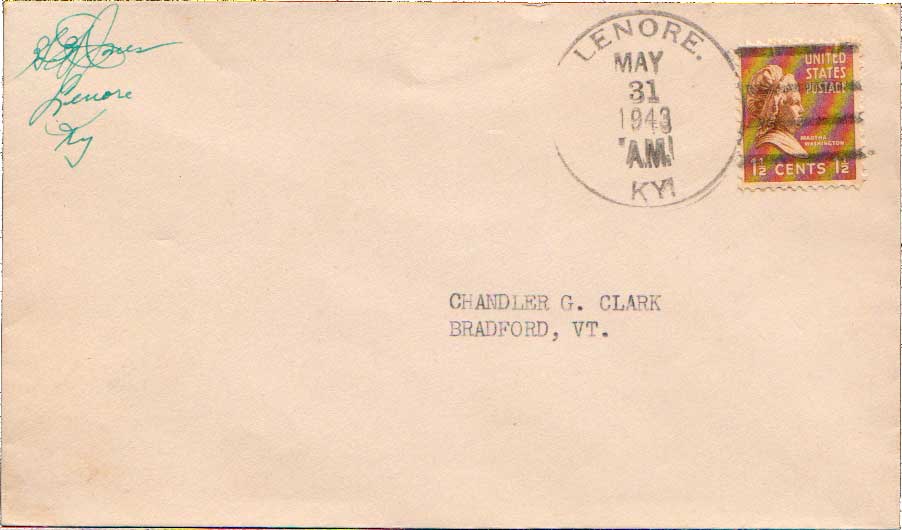 Lenore
Ky
LENORE.
MAY
31
1943
AM
KY
UNITED
STATES
POSTAGE
MARTHA
WASHINGTON
1½ CENTS 1½
CHANDLER G. CLARK
BRADFORD, VT.